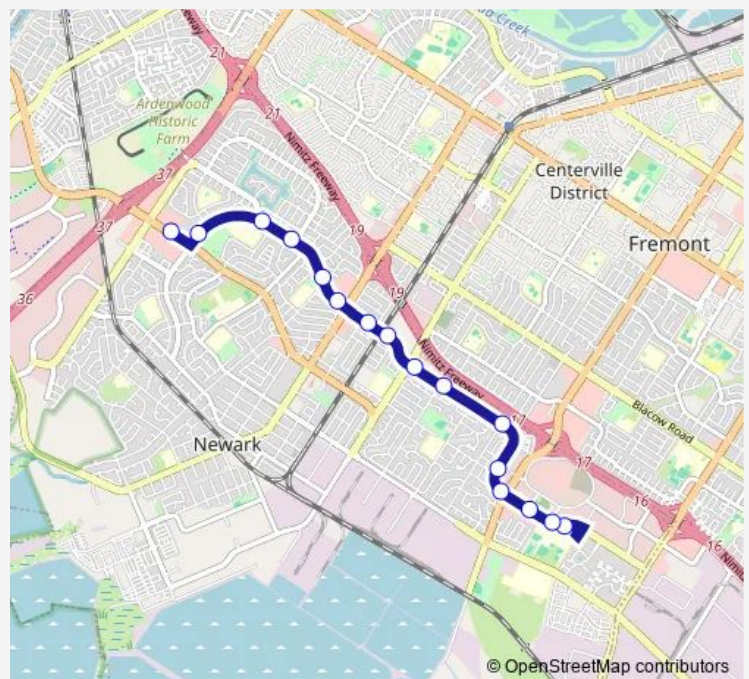 Creek
21
Freeway
Ardenwood
Historic
Farm
21
Nimitz Freeway
37
Centerville
District
37
19
Fremont
36
19
Nimitz Freeway
Blacow Road
17
Newark
17
16
16
© OpenStreetMap contributors